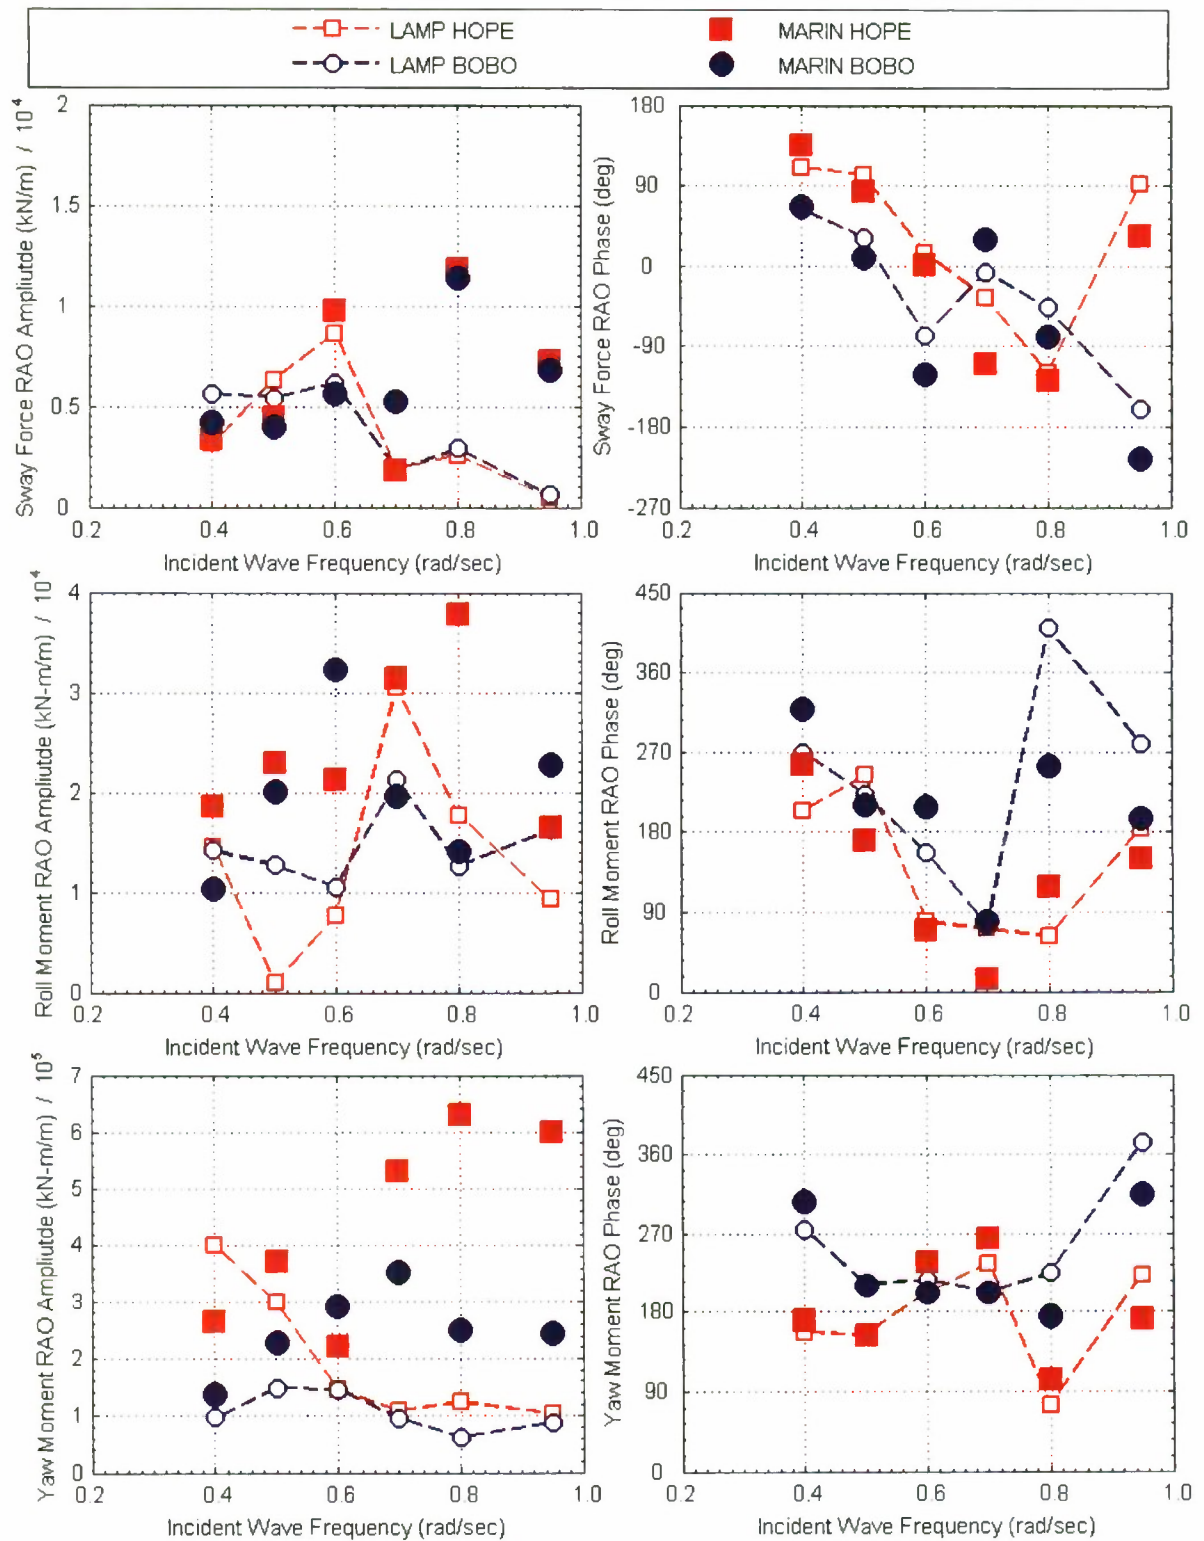 LAMP HOPE MARIN HOPE
LAMP BOBO MARIN BOBO
Sway Force RAO Ampliutde (kN/m) / 10^4
2
1.5
1
0.5
0
0.2 0.4 0.6 0.8 1.0
Incident Wave Frequency (rad/sec)
Sway Force RAO Phase (deg)
180
90
0
-90
-180
-270
0.2 0.4 0.6 0.8 1.0
Incident Wave Frequency (rad/sec)
Roll Moment RAO Ampliutde (kN-m/m) / 10^4
4
3
2
1
0
0.2 0.4 0.6 0.8 1.0
Incident Wave Frequency (rad/sec)
Roll Moment RAO Phase (deg)
450
360
270
180
90
0
0.2 0.4 0.6 0.8 1.0
Incident Wave Frequency (rad/sec)
Yaw Moment RAO Ampliutde (kN-m/m) / 10^5
7
6
5
4
3
2
1
0
0.2 0.4 0.6 0.8 1.0
Incident Wave Frequency (rad/sec)
Yaw Moment RAO Phase (deg)
450
360
270
180
90
0
0.2 0.4 0.6 0.8 1.0
Incident Wave Frequency (rad/sec)